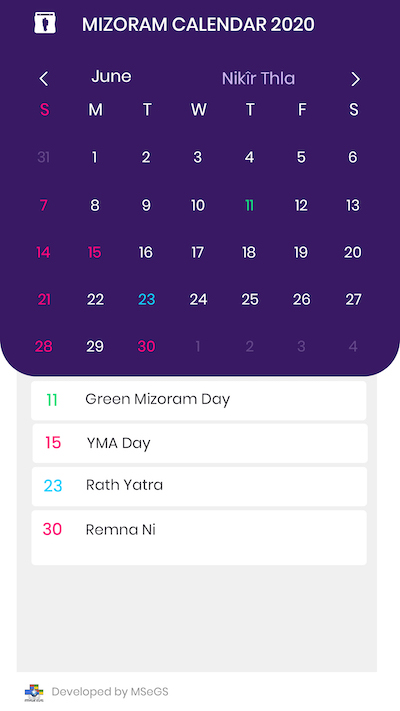 MIZORAM CALENDAR 2020
June Nikîr Thla
S M T W T F S
31 1 2 3 4 5 6
7 8 9 10 11 12 13
14 15 16 17 18 19 20
21 22 23 24 25 26 27
28 29 30 1 2 3 4
11 Green Mizoram Day
15 YMA Day
23 Rath Yatra
30 Remna Ni
Developed by MSeGS